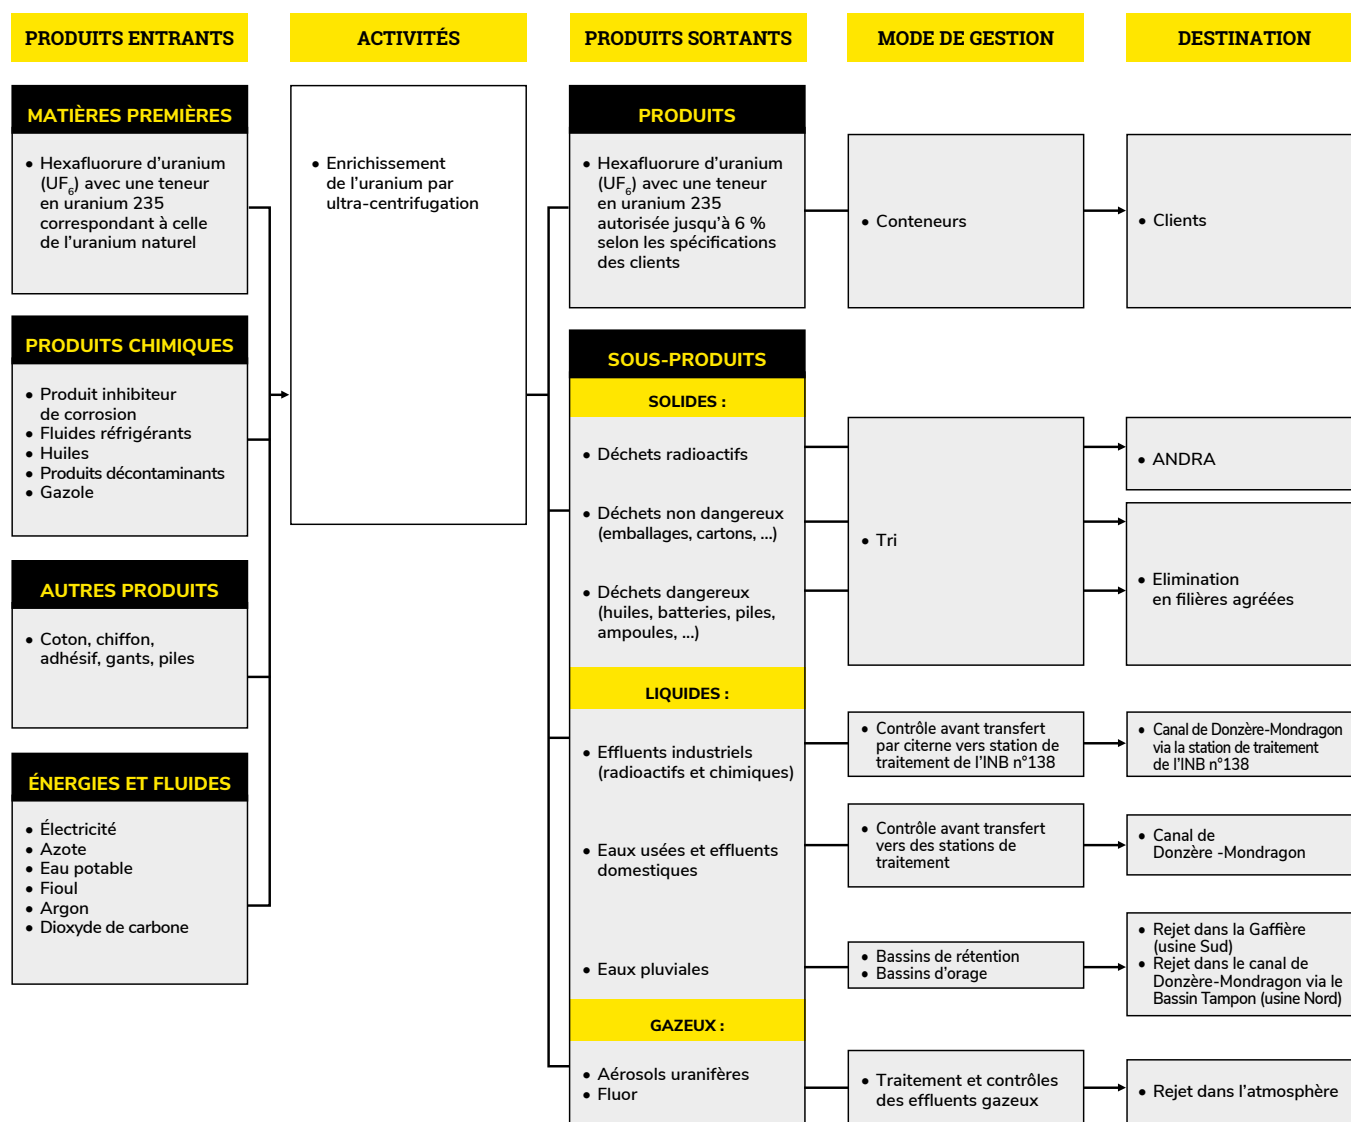 PRODUITS ENTRANTS
ACTIVITÉS
PRODUITS SORTANTS
MODE DE GESTION
DESTINATION
MATIÈRES PREMIÈRES
• Hexafluorure d'uranium
(UF₆) avec une teneur
en uranium 235
correspondant à celle
de l'uranium naturel
PRODUITS CHIMIQUES
• Produit inhibiteur
de corrosion
• Fluides réfrigérants
• Huiles
• Produits décontaminants
• Gazole
AUTRES PRODUITS
• Coton, chiffon,
adhésif, gants, piles
ÉNERGIES ET FLUIDES
• Électricité
• Azote
• Eau potable
• Fioul
• Argon
• Dioxyde de carbone
• Enrichissement
de l'uranium par
ultra-centrifugation
PRODUITS
• Hexafluorure d'uranium
(UF₆) avec une teneur
en uranium 235
autorisée jusqu'à 6 %
selon les spécifications
des clients
• Conteneurs
• Clients
SOUS-PRODUITS
SOLIDES :
• Déchets radioactifs
• Déchets non dangereux
(emballages, cartons, ...)
• Déchets dangereux
(huiles, batteries, piles,
ampoules, ...)
• Tri
• ANDRA
• Elimination
en filières agréées
LIQUIDES :
• Effluents industriels
(radioactifs et chimiques)
• Contrôle avant transfert
par citerne vers station de
traitement de l'INB n°138
• Canal de Donzère-Mondragon
via la station de traitement
de l'INB n°138
• Eaux usées et effluents
domestiques
• Contrôle avant transfert
vers des stations de
traitement
• Canal de
Donzère -Mondragon
• Eaux pluviales
• Bassins de rétention
• Bassins d'orage
• Rejet dans la Gaffière
(usine Sud)
• Rejet dans le canal de
Donzère-Mondragon via le
Bassin Tampon (usine Nord)
GAZEUX :
• Aérosols uranifères
• Fluor
• Traitement et contrôles
des effluents gazeux
• Rejet dans l'atmosphère